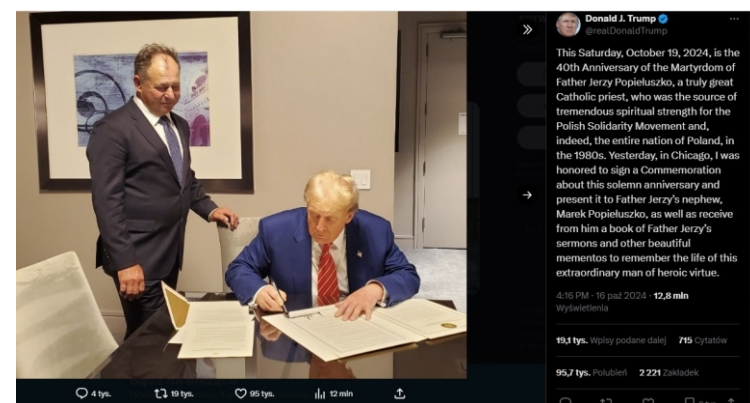 Donald J. Trump
@realDonaldTrump
This Saturday, October 19, 2024, is the
40th Anniversary of the Martyrdom of
Father Jerzy Popiełuszko, a truly great
Catholic priest, who was the source of
tremendous spiritual strength for the
Polish Solidarity Movement and,
indeed, the entire nation of Poland, in
the 1980s. Yesterday, in Chicago, I was
honored to sign a Commemoration
about this solemn anniversary and
present it to Father Jerzy’s nephew,
Marek Popieluszko, as well as receive
from him a book of Father Jerzy’s
sermons and other beautiful
mementos to remember the life of this
extraordinary man of heroic virtue.
4:16 PM · 16 paź 2024 · 12,8 mln
Wyświetlenia
19,1 tys. Wpisy podane dalej 715 Cytatów
95,7 tys. Polubień 2 221 Zakładek
4 tys. 19 tys. 95 tys. 12 mln